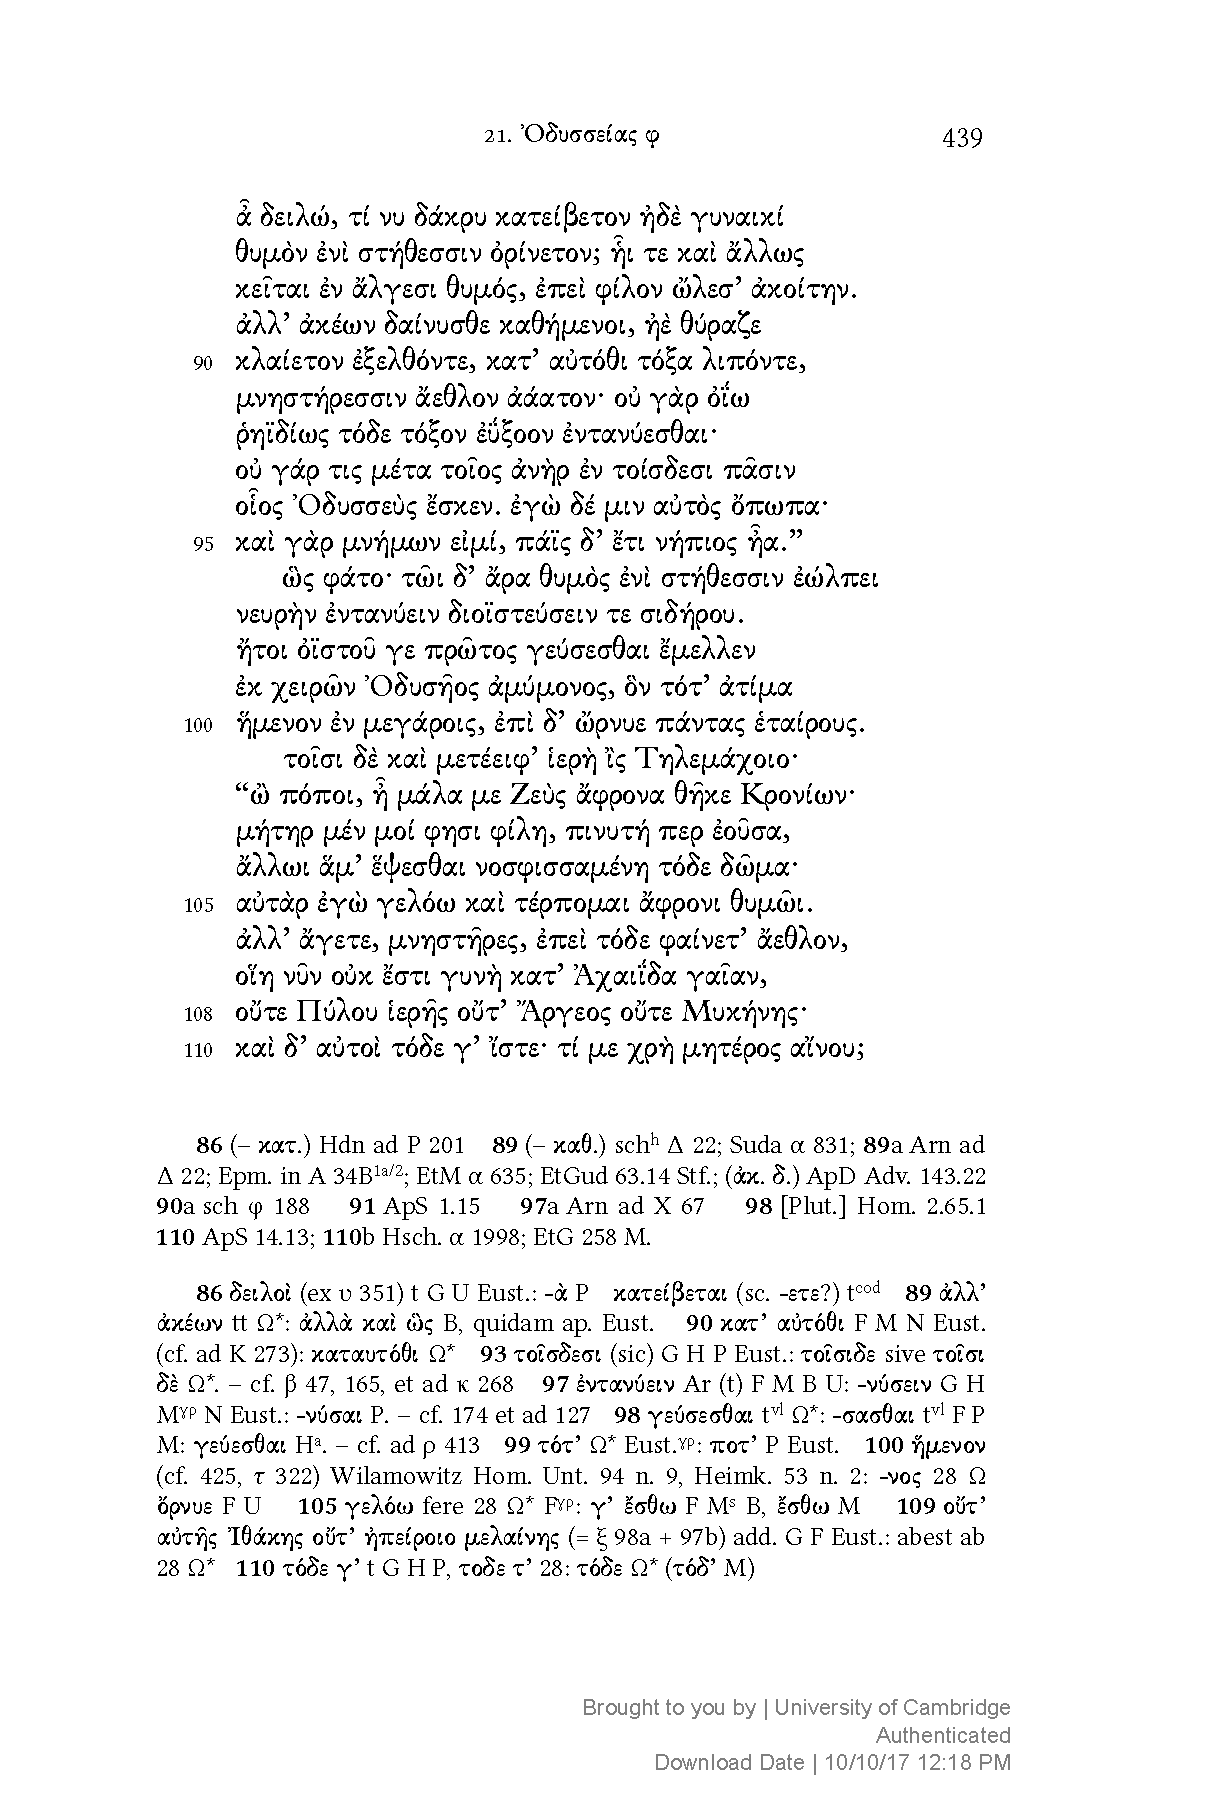 21. Ὀδυσσείας φ 439
ἆ δειλώ, τί νυ δάκρυ κατείβετον ἠδὲ γυναικί
θυμὸν ἐνὶ στήθεσσιν ὀρίνετον; ἧι τε καὶ ἄλλως
κεῖται ἐν ἄλγεσι θυμός, ἐπεὶ φίλον ὤλεσ’ ἀκοίτην.
ἀλλ’ ἀκέων δαίνυσθε καθήμενοι, ἠὲ θύραζε
90 κλαίετον ἐξελθόντε, κατ’ αὐτόθι τόξα λιπόντε,
μνηστήρεσσιν ἄεθλον ἀάατον· οὐ γὰρ ὀΐω
ῥηϊδίως τόδε τόξον ἐΰξοον ἐντανύεσθαι·
οὐ γάρ τις μέτα τοῖος ἀνὴρ ἐν τοίσδεσι πᾶσιν
οἷος Ὀδυσσεὺς ἔσκεν. ἐγὼ δέ μιν αὐτὸς ὄπωπα·
95 καὶ γὰρ μνήμων εἰμί, πάϊς δ’ ἔτι νήπιος ἦα.”
ὣς φάτο· τῶι δ’ ἄρα θυμὸς ἐνὶ στήθεσσιν ἐώλπει
νευρὴν ἐντανύειν διοϊστεύσειν τε σιδήρου.
ἤτοι ὀϊστοῦ γε πρῶτος γεύσεσθαι ἔμελλεν
ἐκ χειρῶν Ὀδυσῆος ἀμύμονος, ὃν τότ’ ἀτίμα
100 ἥμενον ἐν μεγάροις, ἐπὶ δ’ ὤρνυε πάντας ἑταίρους.
τοῖσι δὲ καὶ μετέειφ’ ἱερὴ ἲς Τηλεμάχοιο·
“ὢ πόποι, ἦ μάλα με Ζεὺς ἄφρονα θῆκε Κρονίων·
μήτηρ μέν μοί φησι φίλη, πινυτή περ ἐοῦσα,
ἄλλωι ἅμ’ ἕψεσθαι νοσφισσαμένη τόδε δῶμα·
105 αὐτὰρ ἐγὼ γελόω καὶ τέρπομαι ἄφρονι θυμῶι.
ἀλλ’ ἄγετε, μνηστῆρες, ἐπεὶ τόδε φαίνετ’ ἄεθλον,
οἵη νῦν οὐκ ἔστι γυνὴ κατ’ Ἀχαιΐδα γαῖαν,
108 οὔτε Πύλου ἱερῆς οὔτ’ Ἄργεος οὔτε Μυκήνης·
110 καὶ δ’ αὐτοὶ τόδε γ’ ἴστε· τί με χρὴ μητέρος αἴνου;
86 (– κατ.) Hdn ad Ρ 201 89 (– καθ.) schʰ Δ 22; Suda α 831; 89a Arn ad
Δ 22; Epm. in Α 34B¹ᵃ/²; EtM α 635; EtGud 63.14 Stf.; (ἀκ. δ.) ApD Adv. 143.22
90a sch φ 188 91 ApS 1.15 97a Arn ad Χ 67 98 [Plut.] Hom. 2.65.1
110 ApS 14.13; 110b Hsch. α 1998; EtG 258 M.
86 δειλοὶ (ex υ 351) t G U Eust.: -ὰ P κατείβεται (sc. -ετε?) tᶜᵒᵈ 89 ἀλλ’
ἀκέων tt Ω*: ἀλλὰ καὶ ὣς B, quidam ap. Eust. 90 κατ’ αὐτόθι F M N Eust.
(cf. ad Κ 273): καταυτόθι Ω* 93 τοῖσδεσι (sic) G H P Eust.: τοῖσιδε sive τοῖσι
δὲ Ω*. – cf. β 47, 165, et ad κ 268 97 ἐντανύειν Ar (t) F M B U: -νύσειν G H
Mᵞᵖ N Eust.: -νύσαι P. – cf. 174 et ad 127 98 γεύσεσθαι tᵛˡ Ω*: -σασθαι tᵛˡ F P
M: γεύεσθαι Hᵃ. – cf. ad ρ 413 99 τότ’ Ω* Eust.ᵞᵖ: ποτ’ P Eust. 100 ἥμενον
(cf. 425, τ 322) Wilamowitz Hom. Unt. 94 n. 9, Heimk. 53 n. 2: -νος 28 Ω
ὄρνυε F U 105 γελόω fere 28 Ω* Fᵞᵖ: γ’ ἔσθω F Mˢ B, ἔσθω M 109 οὔτ’
αὐτῆς Ἰθάκης οὔτ’ ἠπείροιο μελαίνης (= ξ 98a + 97b) add. G F Eust.: abest ab
28 Ω* 110 τόδε γ’ t G H P, τοδε τ’ 28: τόδε Ω* (τόδ’ M)
Brought to you by | University of Cambridge
Authenticated
Download Date | 10/10/17 12:18 PM